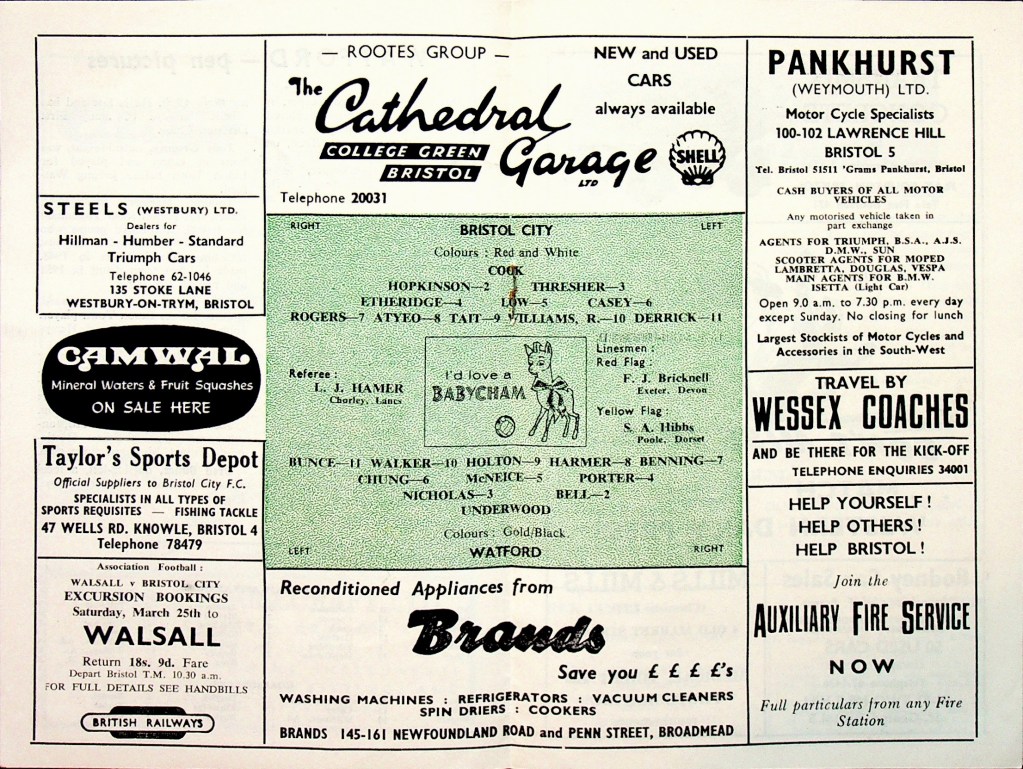 STEELS (WESTBURY) LTD.
Dealers for
Hillman - Humber - Standard
Triumph Cars
Telephone 62-1046
135 STOKE LANE
WESTBURY-ON-TRYM, BRISTOL
CAMWAL
Mineral Waters & Fruit Squashes
ON SALE HERE
Taylor's Sports Depot
Official Suppliers to Bristol City F.C.
SPECIALISTS IN ALL TYPES OF
SPORTS REQUISITES — FISHING TACKLE
47 WELLS RD. KNOWLE, BRISTOL 4
Telephone 78479
Association Football :
WALSALL v BRISTOL CITY
EXCURSION BOOKINGS
Saturday, March 25th to
WALSALL
Return 18s. 9d. Fare
Depart Bristol T.M. 10.30 a.m.
FOR FULL DETAILS SEE HANDBILLS
BRITISH RAILWAYS
— ROOTES GROUP —
NEW and USED
CARS
always available
The Cathedral
Garage
LTD
COLLEGE GREEN
BRISTOL
SHELL
Telephone 20031
RIGHT
BRISTOL CITY
LEFT
Colours : Red and White
COOK
HOPKINSON—2 THRESHER—3
ETHERIDGE—4 LOW—5 CASEY—6
ROGERS—7 ATYEO—8 TAIT—9 WILLIAMS, R.—10 DERRICK—11
Referee :
L. J. HAMER
Chorley, Lancs
I'd love a
BABYCHAM
Linesmen :
Red Flag :
F. J. Bricknell
Exeter, Devon
Yellow Flag
S. A. Hibbs
Poole, Dorset
BUNCE—11 WALKER—10 HOLTON—9 HARMER—8 BENNING—7
CHUNG—6 McNEICE—5 PORTER—4
NICHOLAS—3 BELL—2
UNDERWOOD
Colours : Gold/Black.
LEFT
WATFORD
RIGHT
Reconditioned Appliances from
Brands
Save you £ £ £ £'s
WASHING MACHINES : REFRIGERATORS : VACUUM CLEANERS
SPIN DRIERS : COOKERS
BRANDS 145-161 NEWFOUNDLAND ROAD and PENN STREET, BROADMEAD
PANKHURST
(WEYMOUTH) LTD.
Motor Cycle Specialists
100-102 LAWRENCE HILL
BRISTOL 5
Tel. Bristol 51511 'Grams Pankhurst, Bristol
CASH BUYERS OF ALL MOTOR
VEHICLES
Any motorised vehicle taken in
part exchange
AGENTS FOR TRIUMPH, B.S.A., A.J.S.
D.M.W., SUN
SCOOTER AGENTS FOR MOPED
LAMBRETTA, DOUGLAS, VESPA
MAIN AGENTS FOR B.M.W.
ISETTA (Light Car)
Open 9.0 a.m. to 7.30 p.m. every day
except Sunday. No closing for lunch
Largest Stockists of Motor Cycles and
Accessories in the South-West
TRAVEL BY
WESSEX COACHES
AND BE THERE FOR THE KICK-OFF
TELEPHONE ENQUIRIES 34001
HELP YOURSELF !
HELP OTHERS !
HELP BRISTOL !
Join the
AUXILIARY FIRE SERVICE
NOW
Full particulars from any Fire
Station